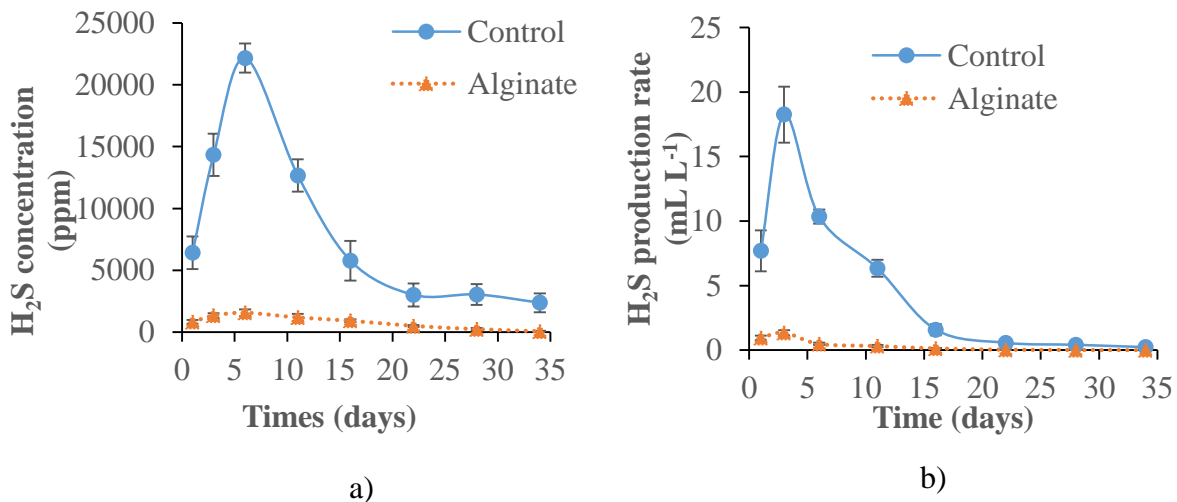 25000
20000
15000
10000
5000
0
H₂S concentration
(ppm)
Control
Alginate
0 5 10 15 20 25 30 35
Times (days)
a)
25
20
15
10
5
0
H₂S production rate
(mL L⁻¹)
Control
Alginate
0 5 10 15 20 25 30 35
Time (days)
b)